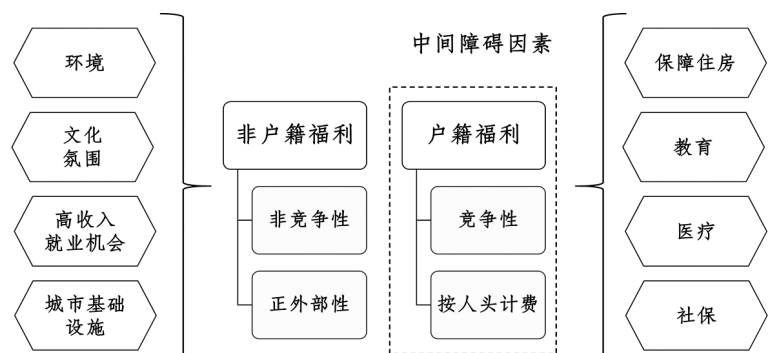 中间障碍因素
环境
文化
氛围
高收入
就业机会
城市基础
设施
非户籍福利
非竞争性
正外部性
户籍福利
竞争性
按人头计费
保障住房
教育
医疗
社保